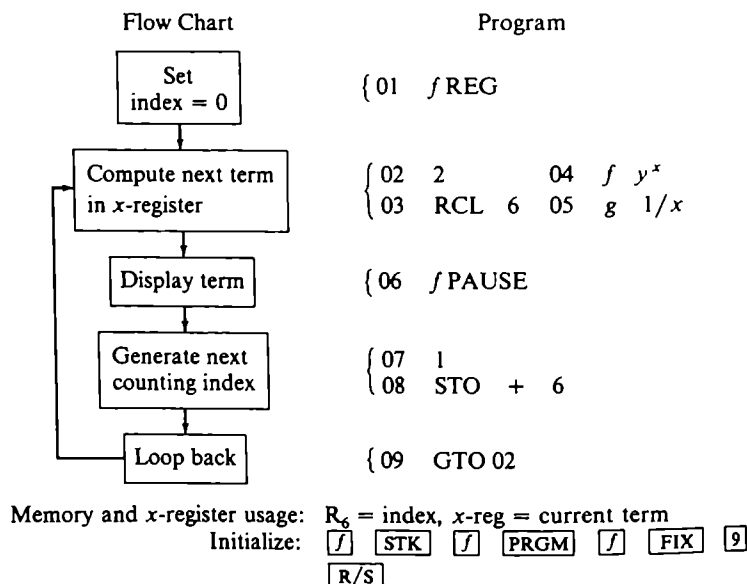 Flow Chart
Program
Set
index = 0
{ 01 f REG
Compute next term
in x-register
{ 02 2 04 f yˣ
03 RCL 6 05 g 1/x
Display term
{ 06 f PAUSE
Generate next
counting index
{ 07 1
08 STO + 6
Loop back
{ 09 GTO 02
Memory and x-register usage: R₆ = index, x-reg = current term
Initialize: f STK f PRGM f FIX 9
R/S